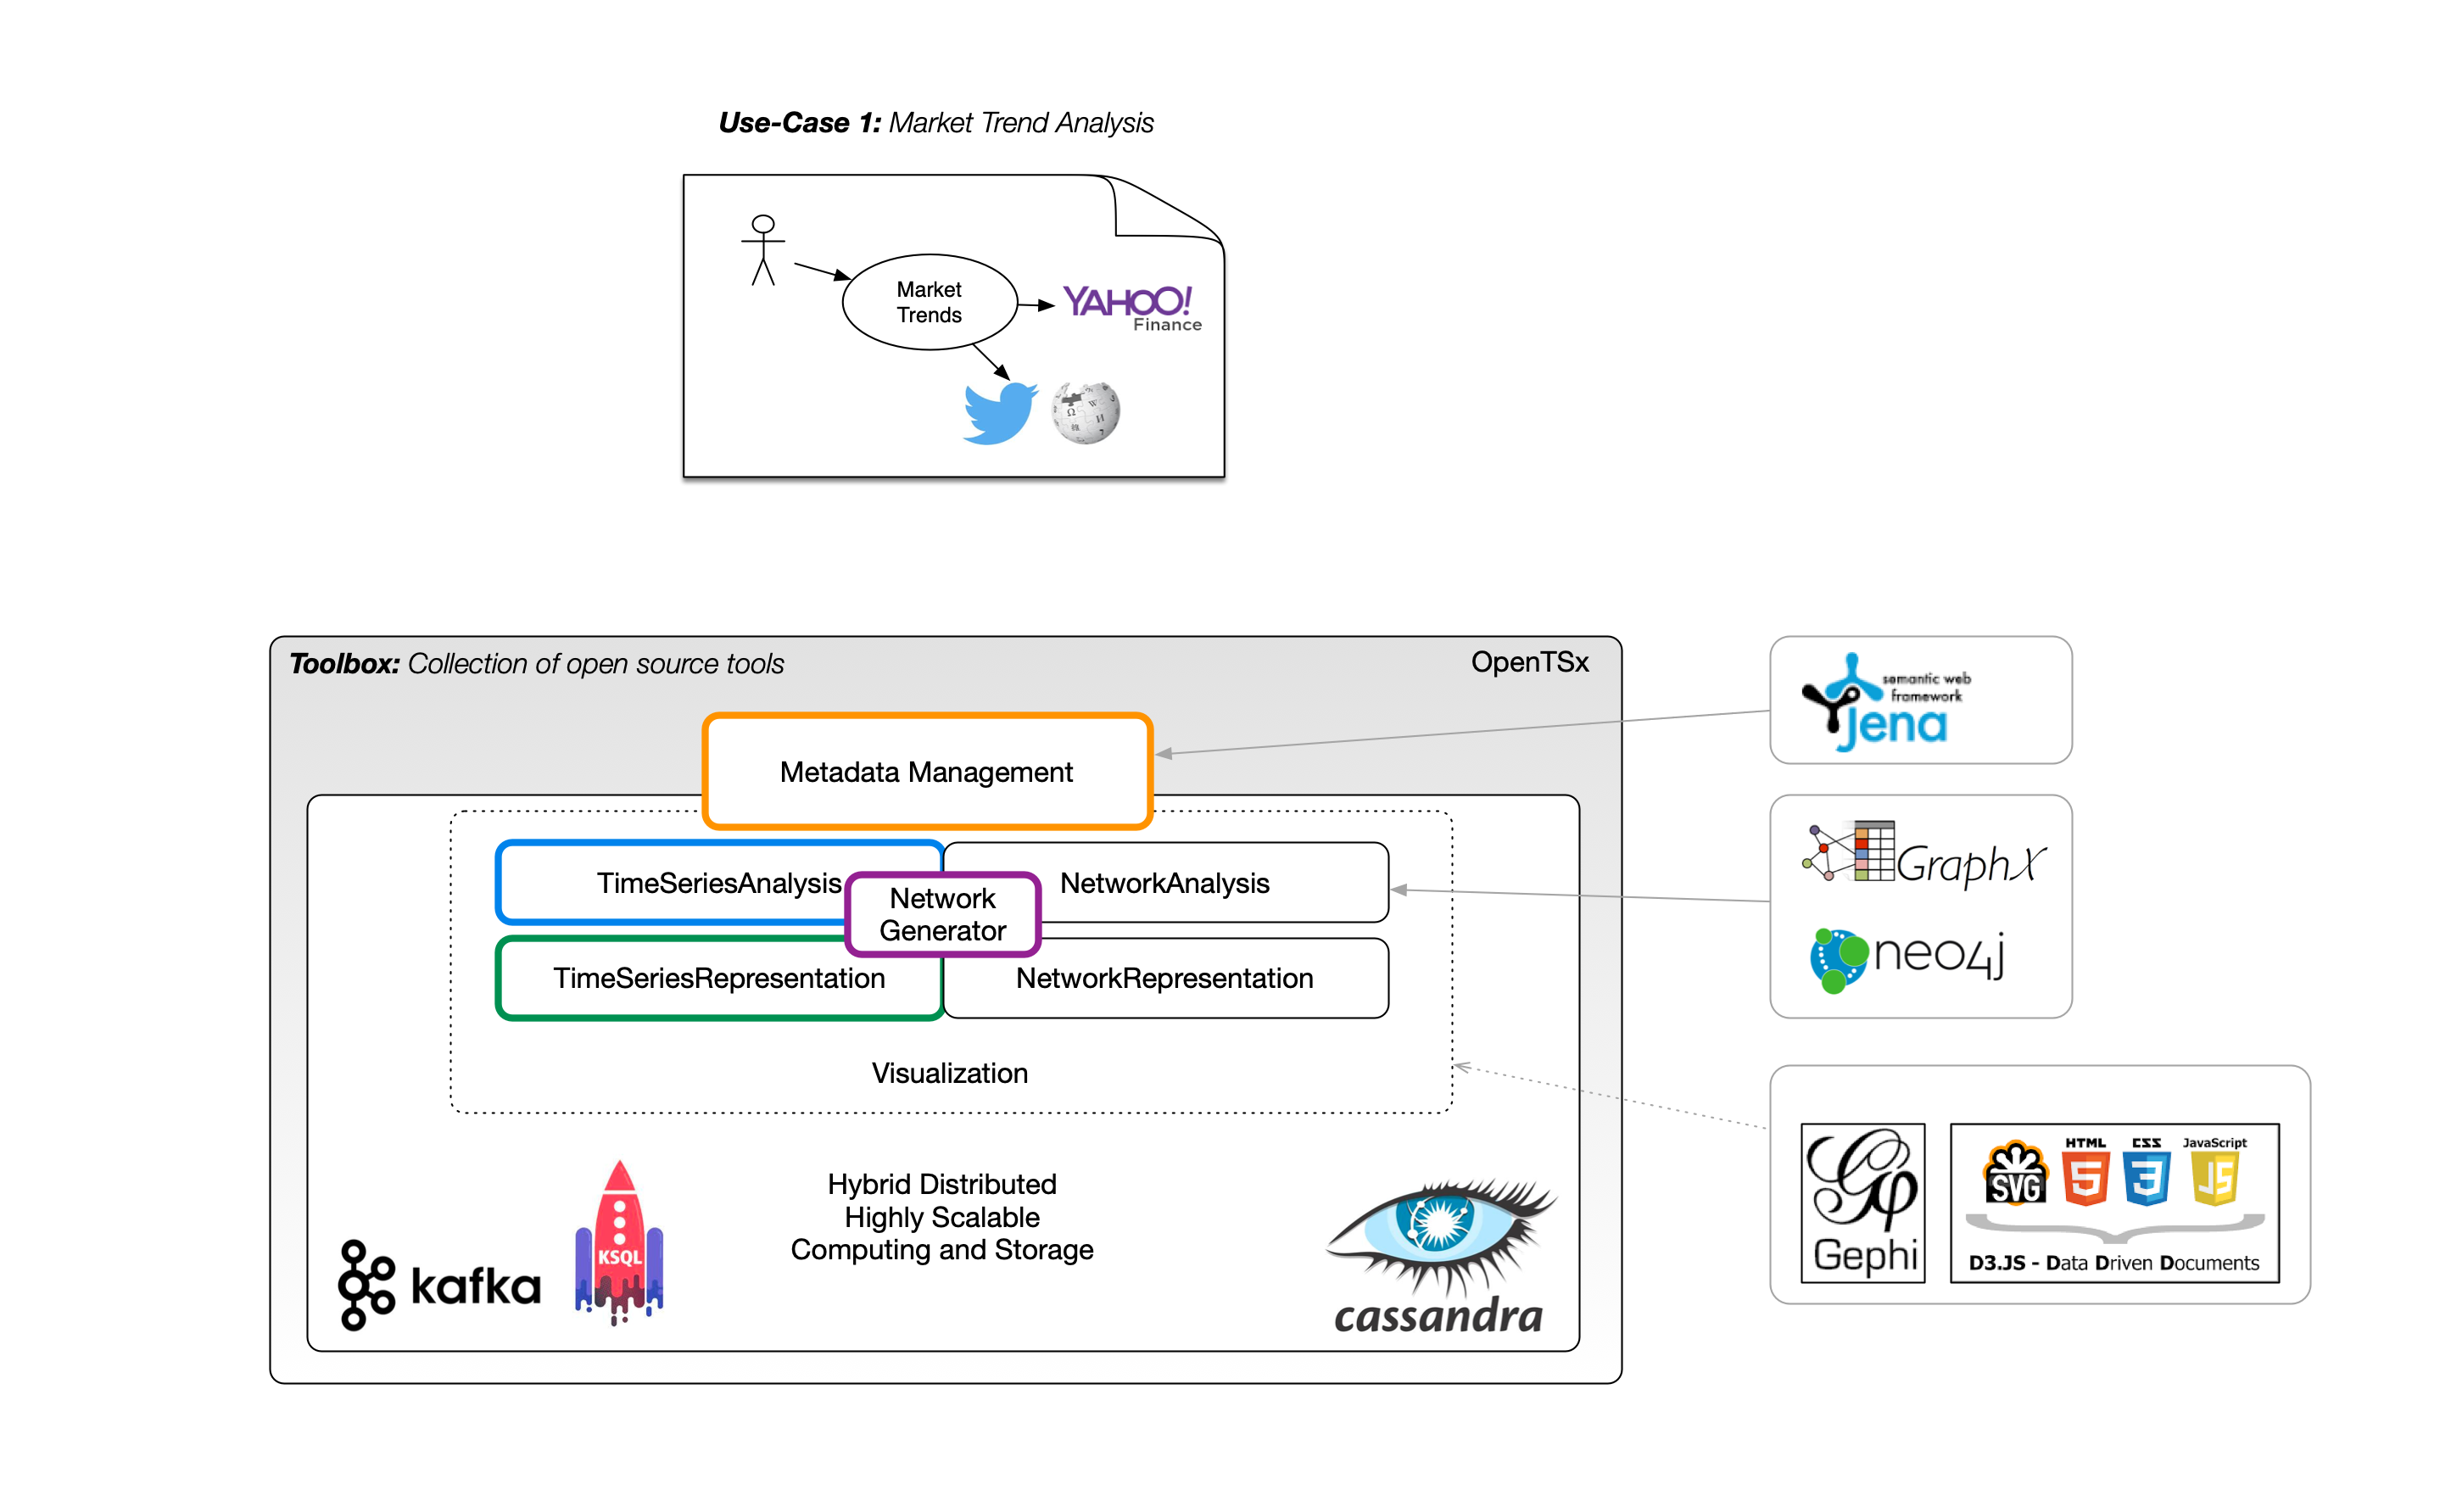 Use-Case 1: Market Trend Analysis
Market
Trends
YAHOO!
Finance
Toolbox: Collection of open source tools
OpenTSx
Metadata Management
TimeSeriesAnalysis
Network
Generator
NetworkAnalysis
TimeSeriesRepresentation
NetworkRepresentation
Visualization
Hybrid Distributed
Highly Scalable
Computing and Storage
kafka
KSQL
cassandra
semantic web
framework
Jena
GraphX
neo4j
Gephi
SVG
HTML
5
CSS
3
JavaScript
JS
D3.JS - Data Driven Documents